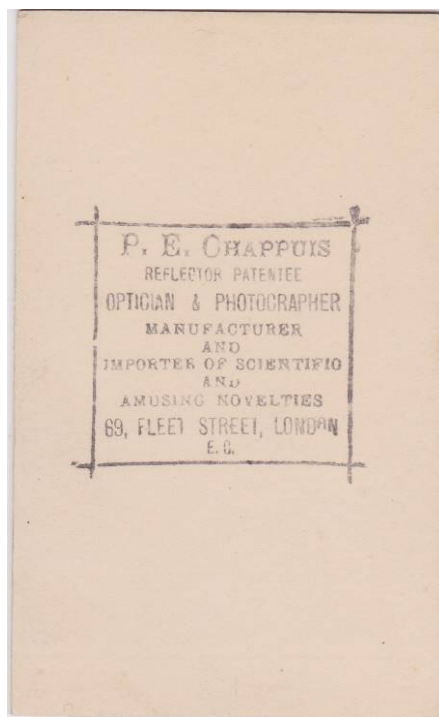 P. E. CHAPPUIS
REFLECTOR PATENTEE
OPTICIAN & PHOTOGRAPHER
MANUFACTURER
AND
IMPORTER OF SCIENTIFIC
AND
AMUSING NOVELTIES
69, FLEET STREET, LONDON
E. C.